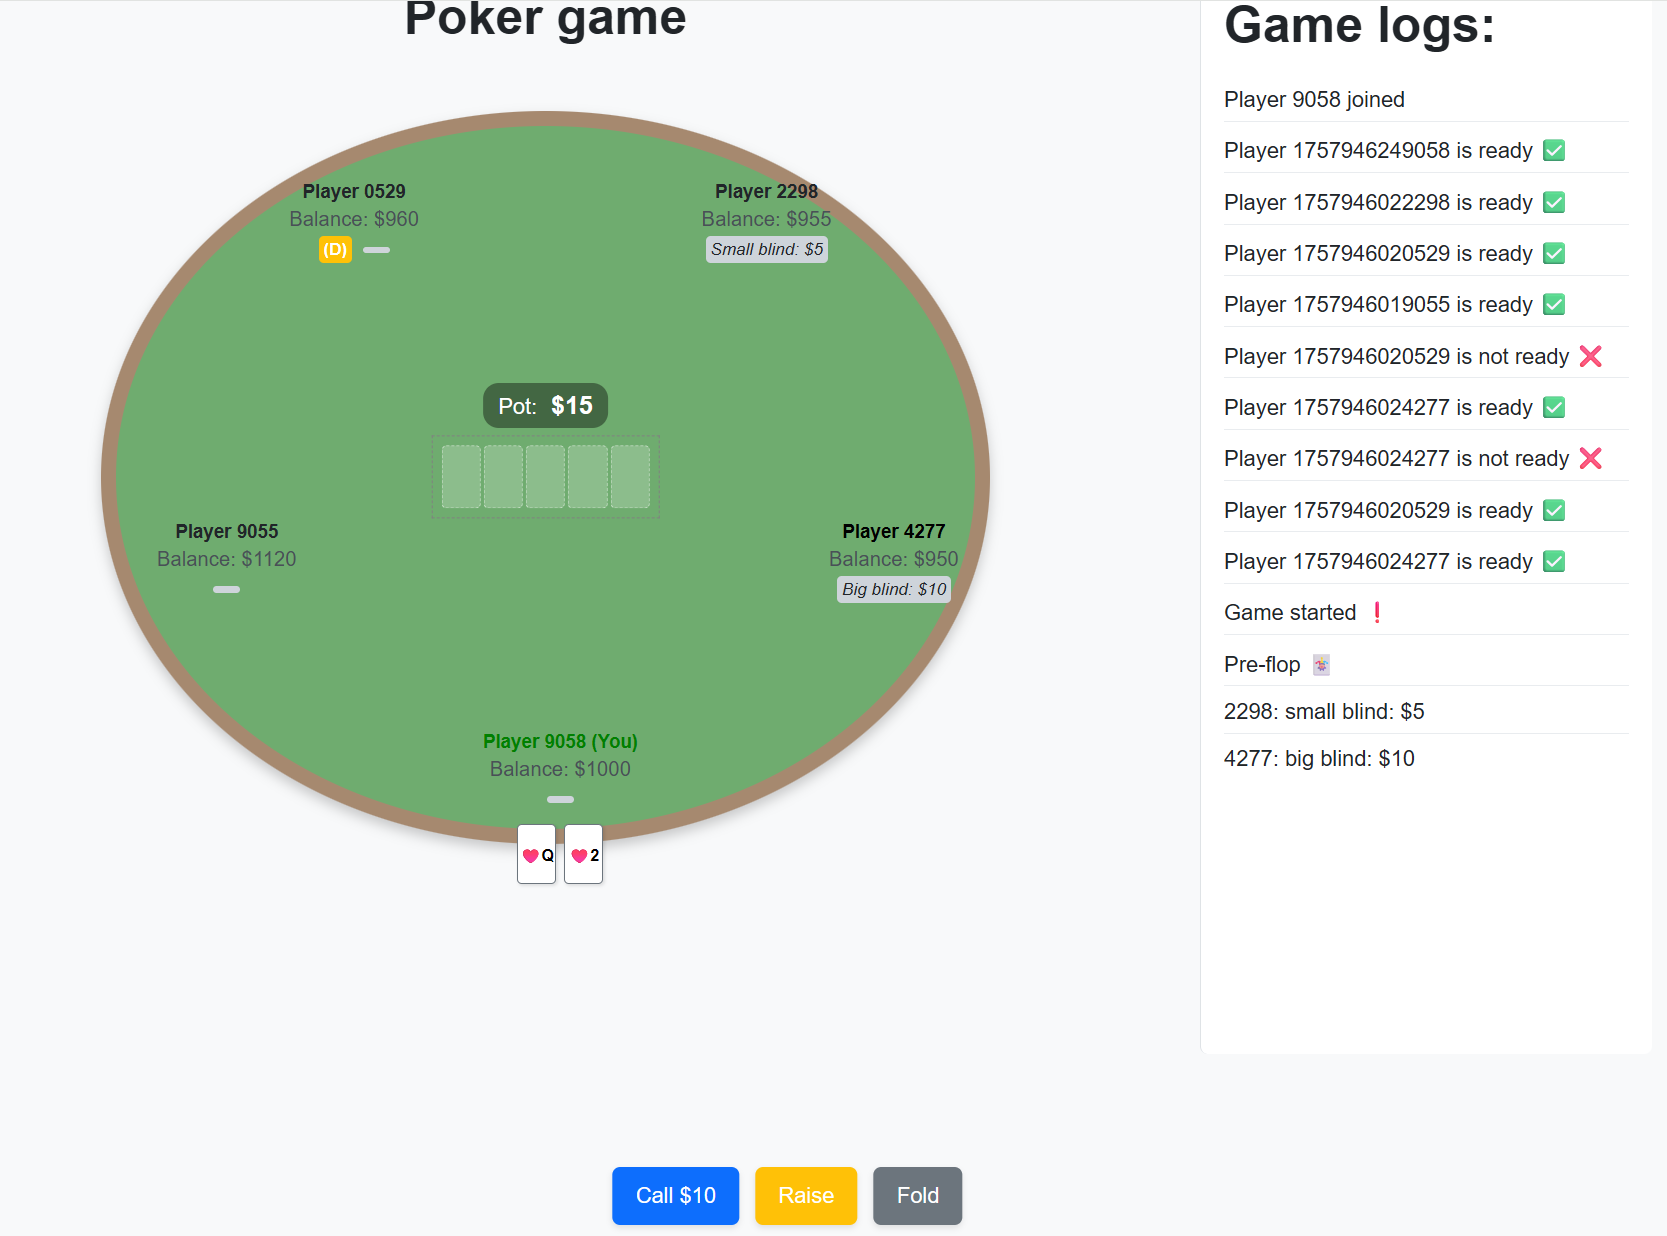 Poker game
Player 0529
Balance: $960
(D)
Player 2298
Balance: $955
Small blind: $5
Pot: $15
Player 9055
Balance: $1120
Player 4277
Balance: $950
Big blind: $10
Player 9058 (You)
Balance: $1000
Q
2
Call $10
Raise
Fold
Game logs:
Player 9058 joined
Player 1757946249058 is ready ✅
Player 1757946022298 is ready ✅
Player 1757946020529 is ready ✅
Player 1757946019055 is ready ✅
Player 1757946020529 is not ready ❌
Player 1757946024277 is ready ✅
Player 1757946024277 is not ready ❌
Player 1757946020529 is ready ✅
Player 1757946024277 is ready ✅
Game started ❗
Pre-flop 🃏
2298: small blind: $5
4277: big blind: $10